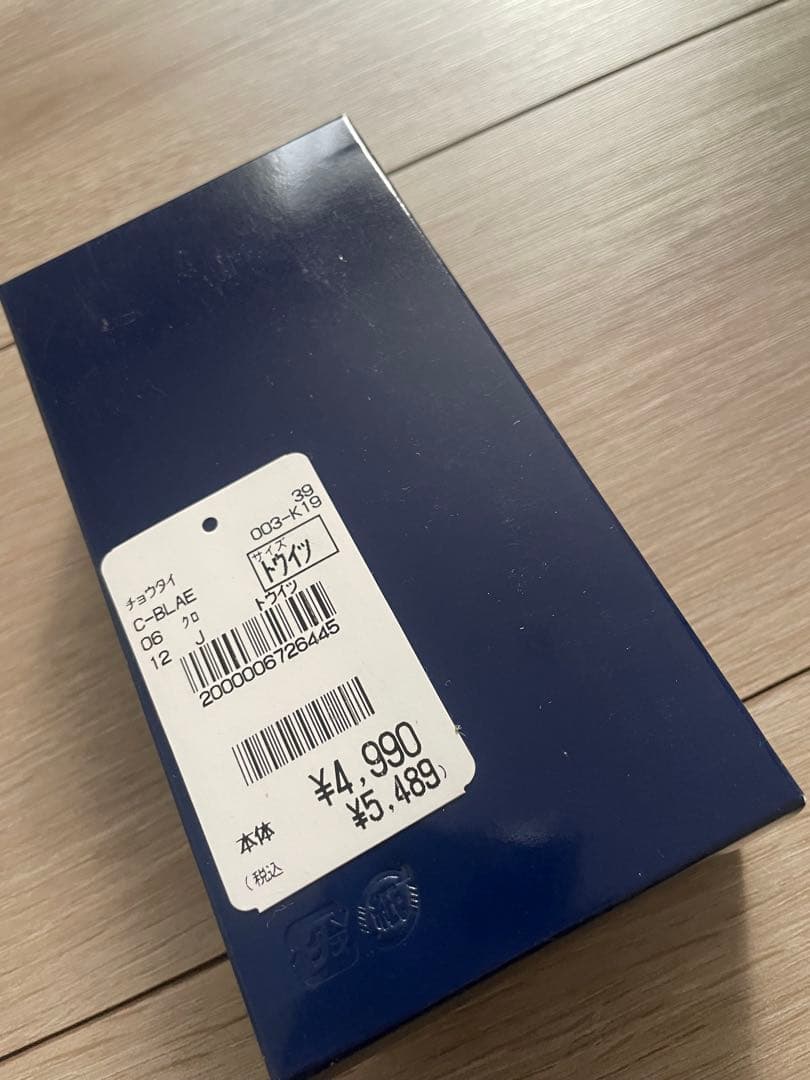 39
003-K19
チョウタイ
サイズ
トウイツ
C-BLAE
トウイツ
06 クロ
12 J
2000006726445
¥4,990
本体
¥5,489)
(税込